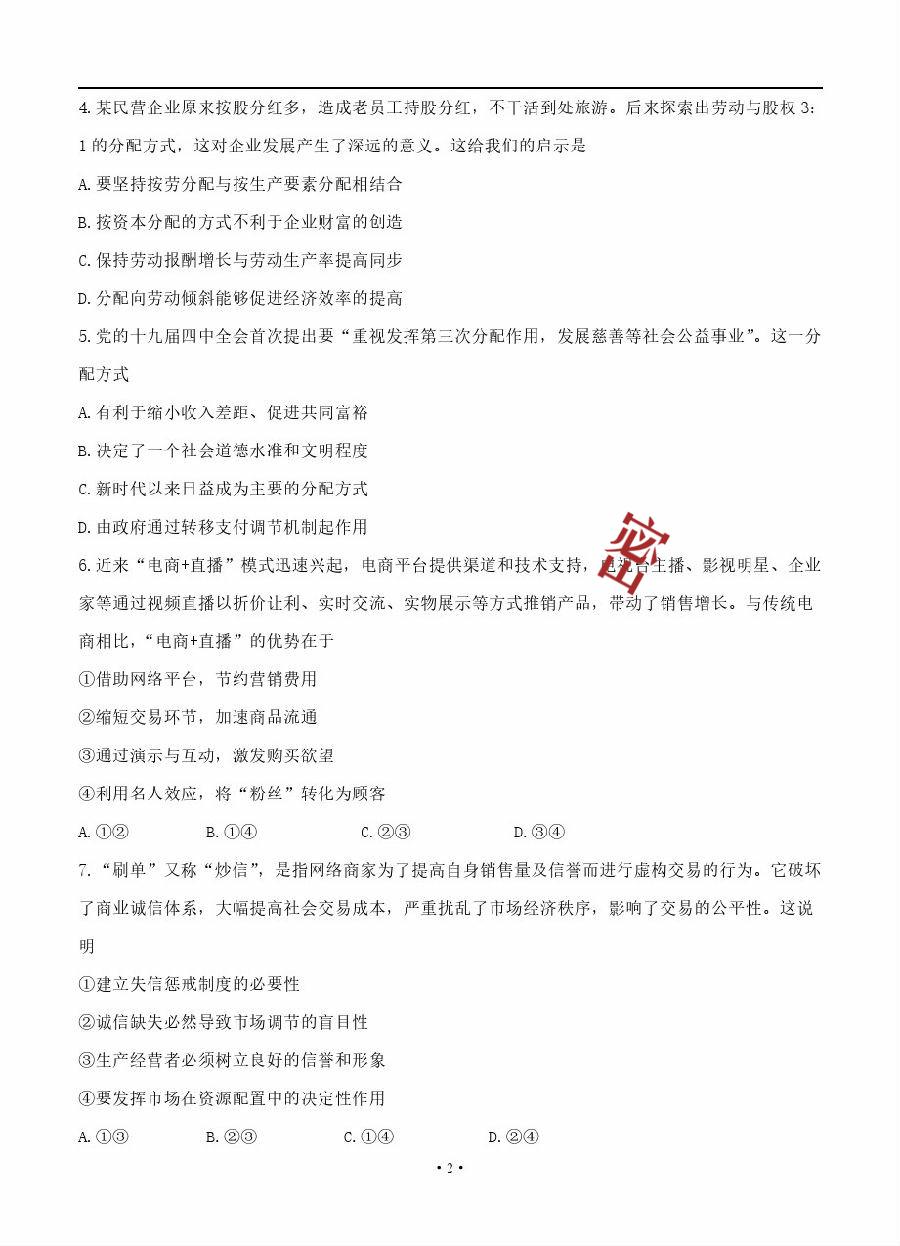 4. 某民营企业原来按股分红多，造成老员工持股分红，不干活到处旅游。后来探索出劳动与股权 3：
1 的分配方式，这对企业发展产生了深远的意义。这给我们的启示是
A. 要坚持按劳分配与按生产要素分配相结合
B. 按资本分配的方式不利于企业财富的创造
C. 保持劳动报酬增长与劳动生产率提高同步
D. 分配向劳动倾斜能够促进经济效率的提高
5. 党的十九届四中全会首次提出要“重视发挥第三次分配作用，发展慈善等社会公益事业”。这一分
配方式
A. 有利于缩小收入差距、促进共同富裕
B. 决定了一个社会道德水准和文明程度
C. 新时代以来日益成为主要的分配方式
D. 由政府通过转移支付调节机制起作用
密
6. 近来“电商+直播”模式迅速兴起，电商平台提供渠道和技术支持，电视台主播、影视明星、企业
家等通过视频直播以折价让利、实时交流、实物展示等方式推销产品，带动了销售增长。与传统电
商相比，“电商+直播”的优势在于
①借助网络平台，节约营销费用
②缩短交易环节，加速商品流通
③通过演示与互动，激发购买欲望
④利用名人效应，将“粉丝”转化为顾客
A. ①② B. ①④ C. ②③ D. ③④
7. “刷单”又称“炒信”，是指网络商家为了提高自身销售量及信誉而进行虚构交易的行为。它破坏
了商业诚信体系，大幅提高社会交易成本，严重扰乱了市场经济秩序，影响了交易的公平性。这说
明
①建立失信惩戒制度的必要性
②诚信缺失必然导致市场调节的盲目性
③生产经营者必须树立良好的信誉和形象
④要发挥市场在资源配置中的决定性作用
A. ①③ B. ②③ C. ①④ D. ②④
• 2 •